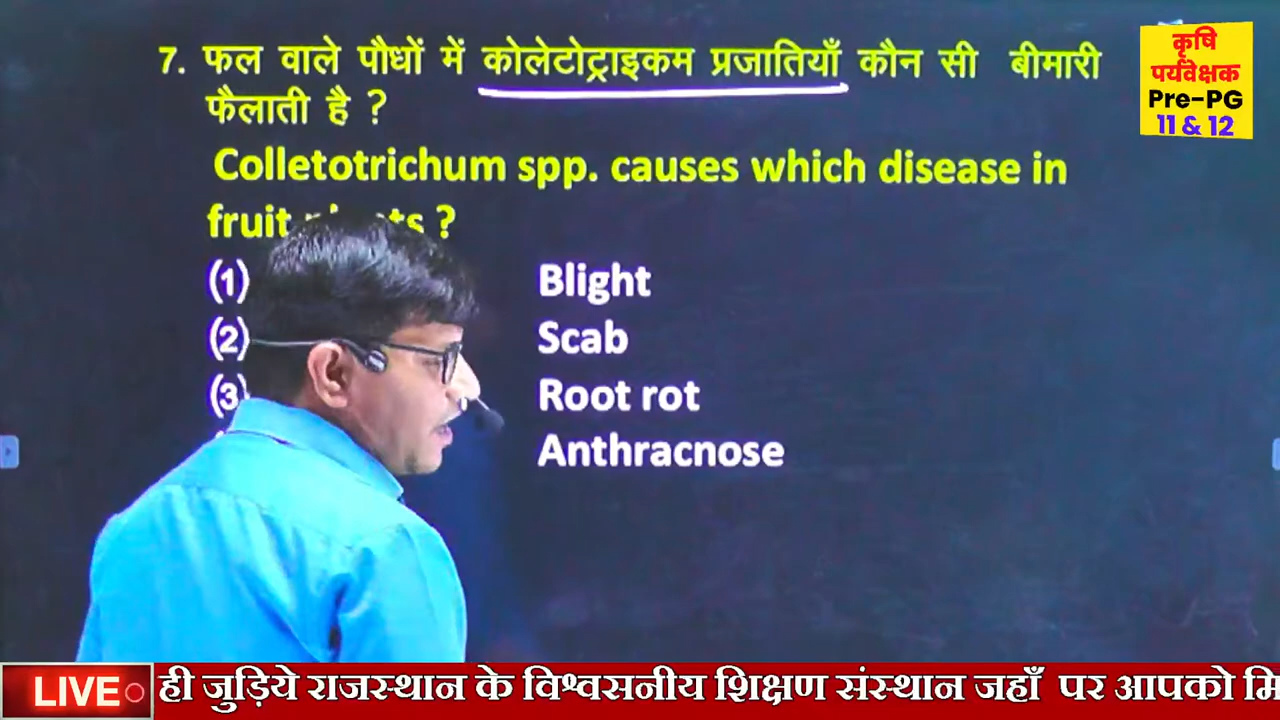 7. फल वाले पौधों में कोलेटोट्राइकम प्रजातियाँ कौन सी बीमारी
फैलाती है ?
Colletotrichum spp. causes which disease in
fruit ?
(1) Blight
(2) Scab
(3) Root rot
Anthracnose
कृषि
पर्यवेक्षक
Pre-PG
11 & 12
LIVE ही जुड़िये राजस्थान के विश्वसनीय शिक्षण संस्थान जहाँ पर आपको